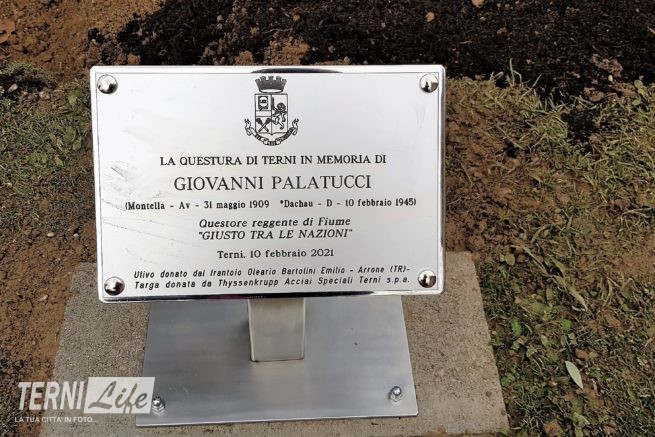 LA QUESTURA DI TERNI IN MEMORIA DI
GIOVANNI PALATUCCI
(Montella - Av - 31 maggio 1909 *Dachau - D - 10 febbraio 1945)
Questore reggente di Fiume
"GIUSTO TRA LE NAZIONI"
Terni, 10 febbraio 2021
Ulivo donato dal frantoio Oleario Bartolini Emilio - Arrone (TR)-
Targa donata da Thyssenkrupp Acciai Speciali Terni s.p.a.
TERNI Life
LA TUA CITTA' IN FOTO...